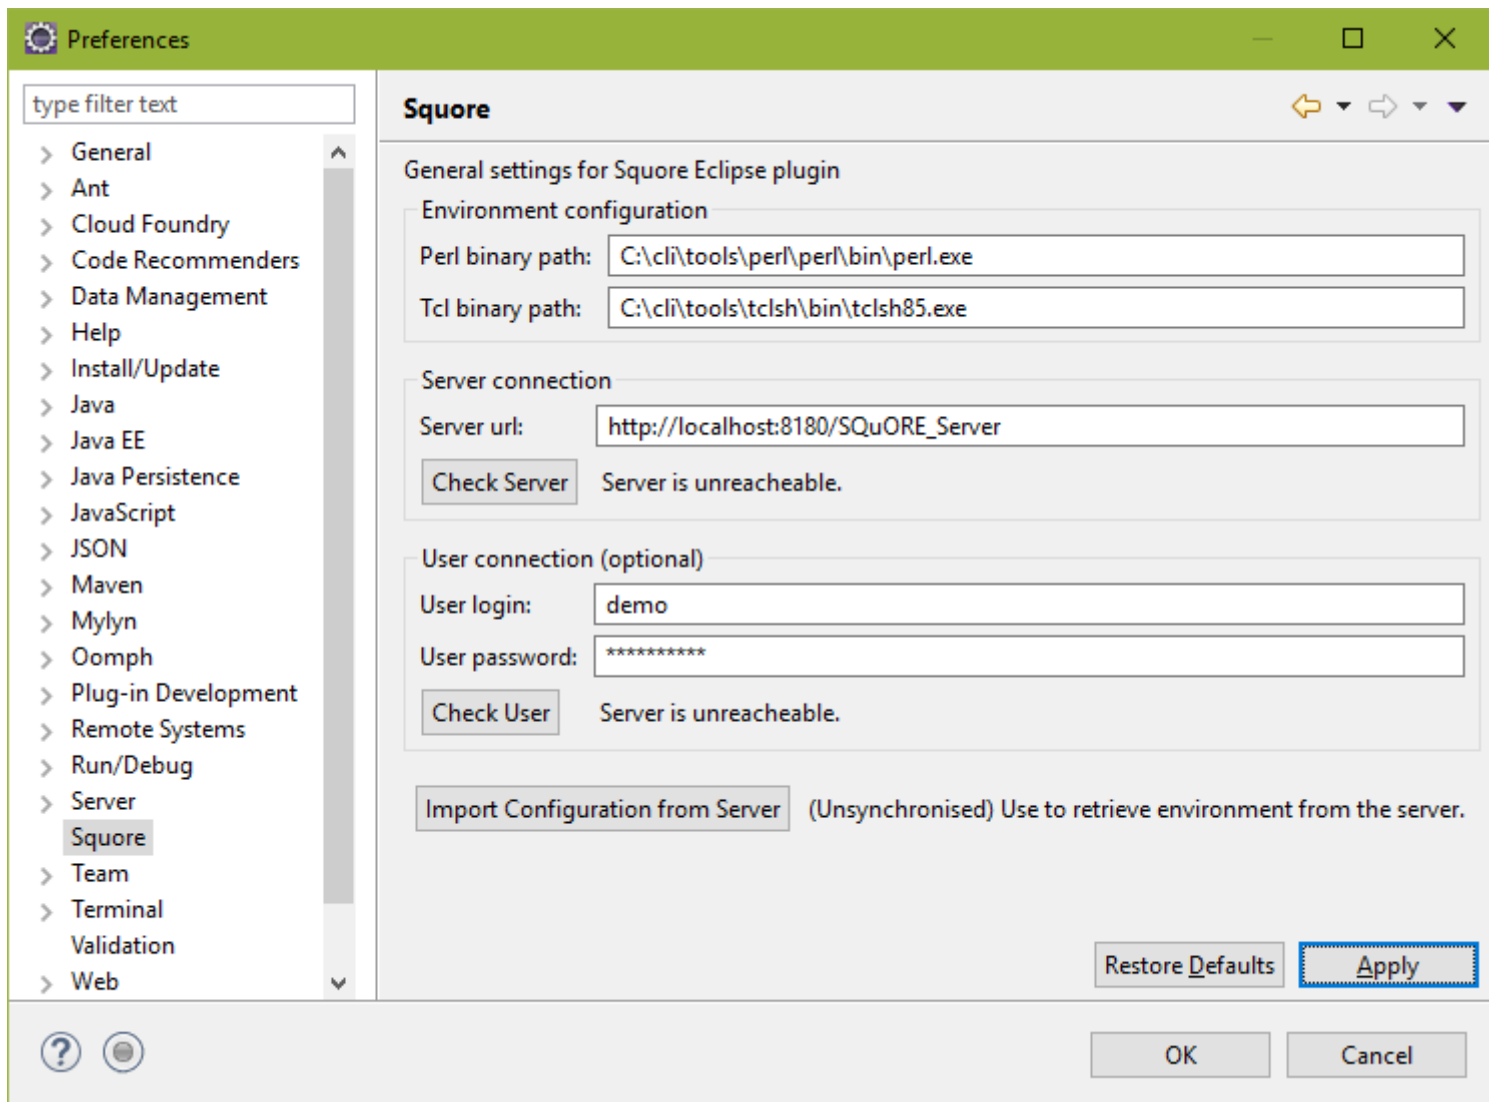 Preferences
type filter text
General
Ant
Cloud Foundry
Code Recommenders
Data Management
Help
Install/Update
Java
Java EE
Java Persistence
JavaScript
JSON
Maven
Mylyn
Oomph
Plug-in Development
Remote Systems
Run/Debug
Server
Squore
Team
Terminal
Validation
Web
Squore
General settings for Squore Eclipse plugin
Environment configuration
Perl binary path: C:\cli\tools\perl\perl\bin\perl.exe
Tcl binary path: C:\cli\tools\tclsh\bin\tclsh85.exe
Server connection
Server url: http://localhost:8180/SQuORE_Server
Check Server Server is unreacheable.
User connection (optional)
User login: demo
User password: **********
Check User Server is unreacheable.
Import Configuration from Server (Unsynchronised) Use to retrieve environment from the server.
Restore Defaults Apply
? OK Cancel